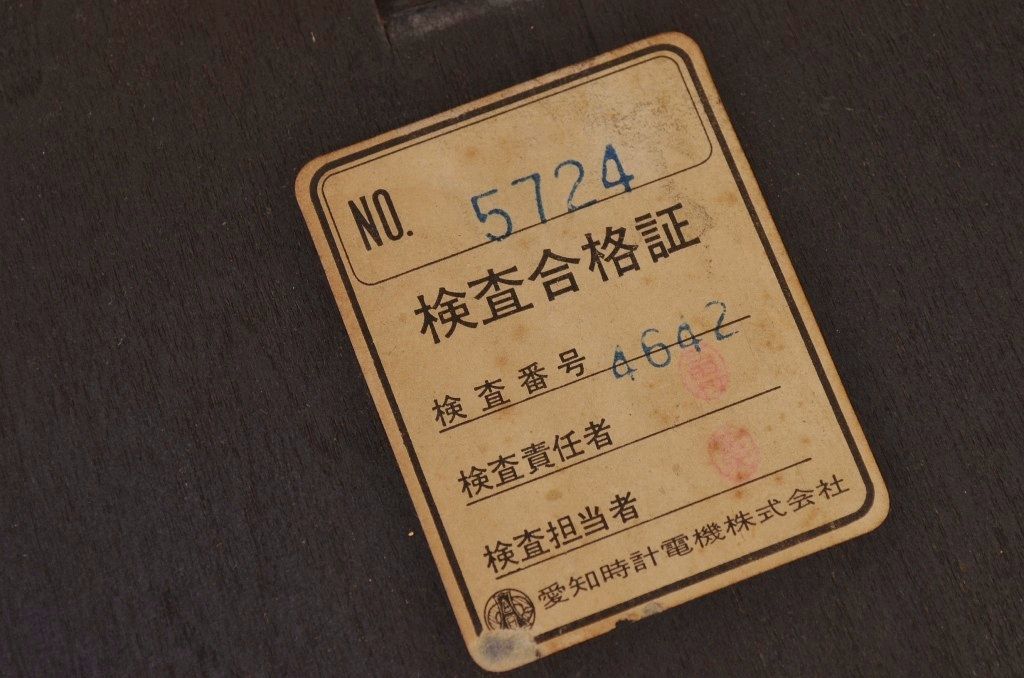 NO. 5724
検査合格証
検査番号 4642
検査責任者
検査担当者
愛知時計電機株式会社